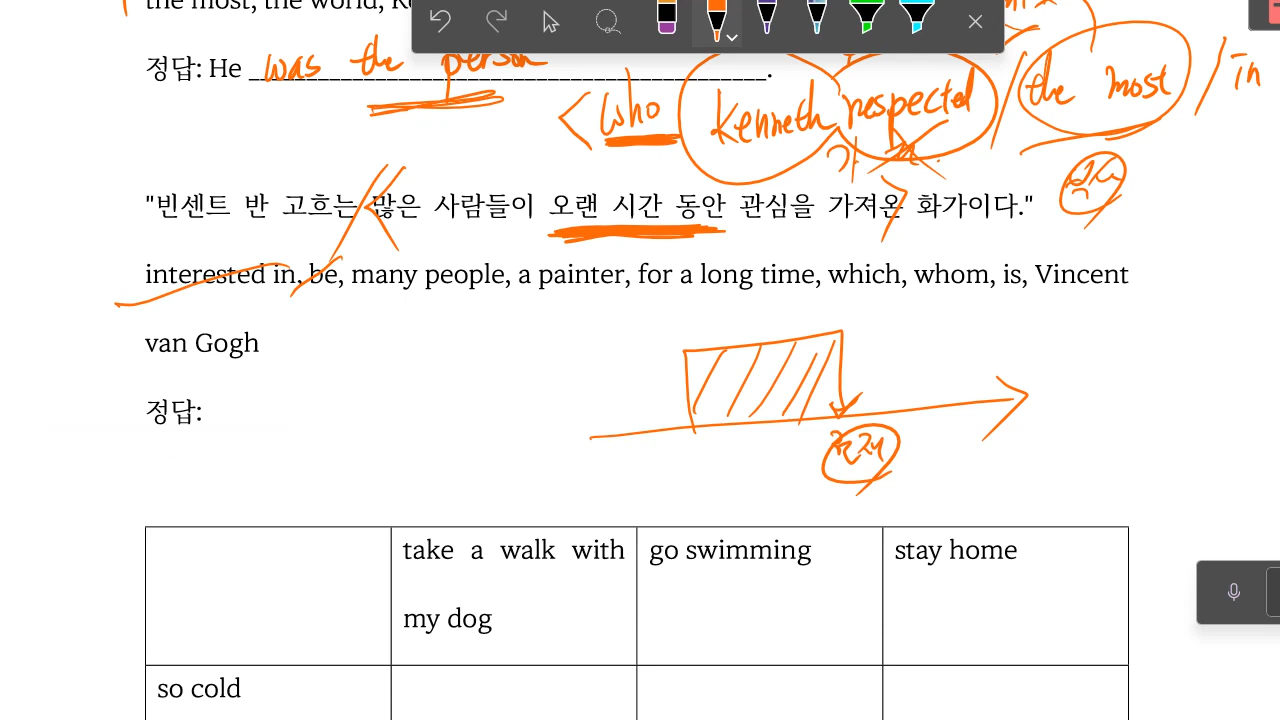 the most, the world,
정답: He was the person .
<who Kenneth respected / the most / in
"빈센트 반 고흐는 많은 사람들이 오랜 시간 동안 관심을 가져온 화가이다."
interested in, be, many people, a painter, for a long time, which, whom, is, Vincent
van Gogh
정답:
현재
take a walk with
my dog
go swimming
stay home
so cold